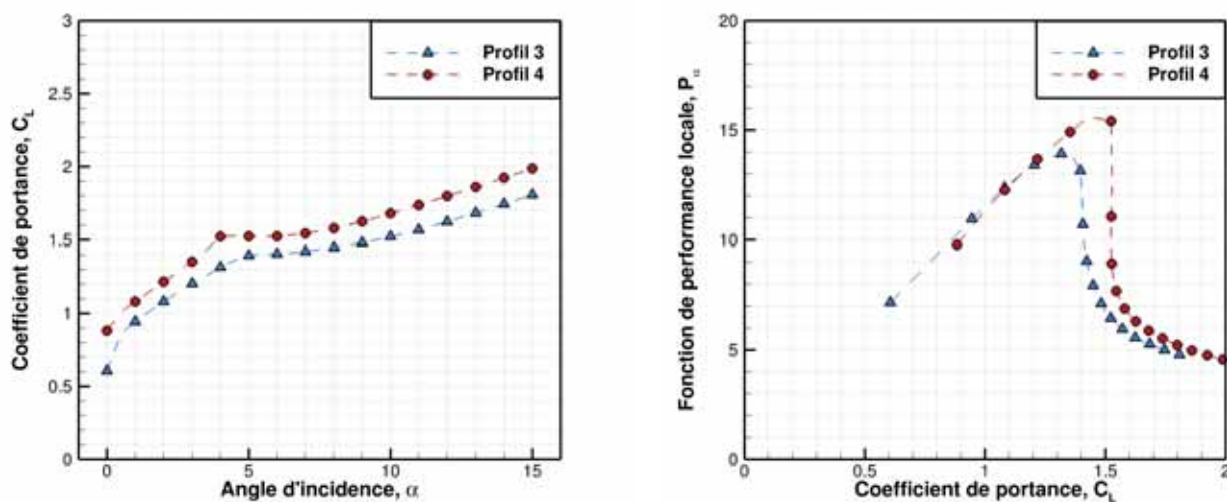 3
2.5
2
1.5
1
0.5
0
0
5
10
15
Coefficient de portance, C_L
Angle d'incidence, α
Profil 3
Profil 4
20
15
10
5
0
0
0.5
1
1.5
2
Fonction de performance locale, P_α
Coefficient de portance, C_L
Profil 3
Profil 4